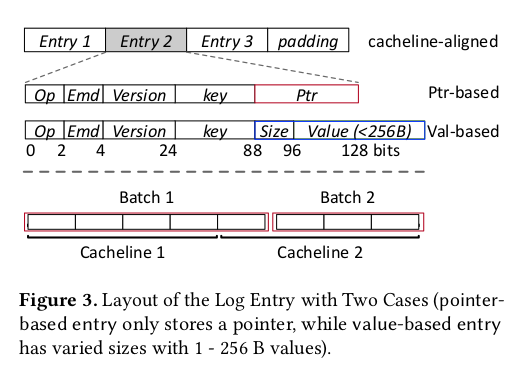 Entry 1 Entry 2 Entry 3 padding cacheline-aligned
Op Emd Version key Ptr Ptr-based
Op Emd Version key Size Value (<256B) Val-based
0 2 4 24 88 96 128 bits
Batch 1 Batch 2
Cacheline 1 Cacheline 2
Figure 3. Layout of the Log Entry with Two Cases (pointer-
based entry only stores a pointer, while value-based entry
has varied sizes with 1 - 256 B values).